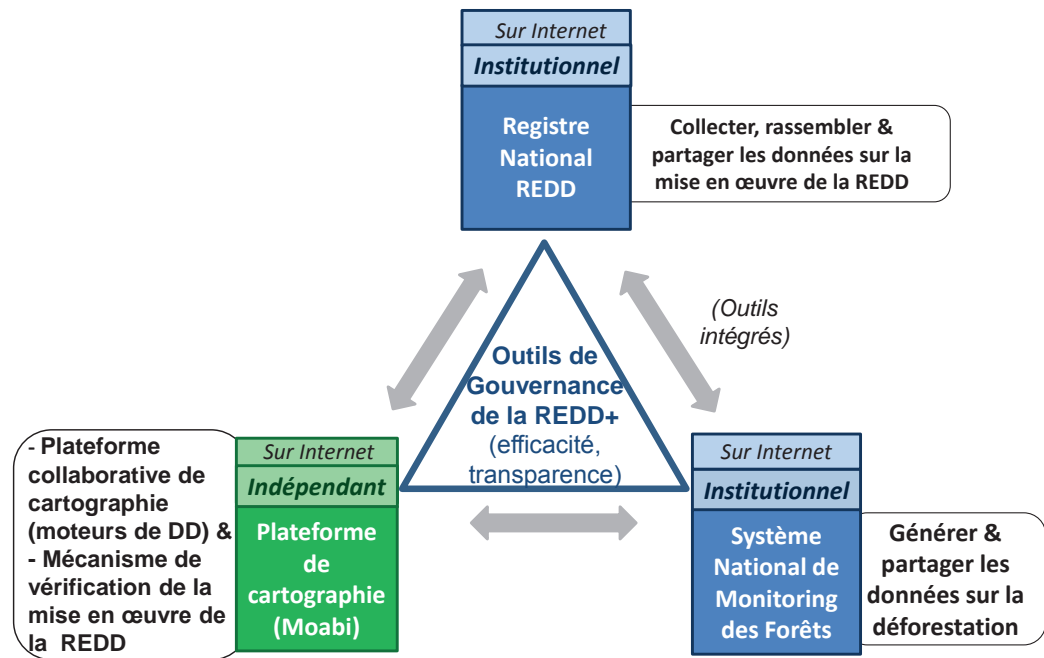 Sur Internet
Institutionnel
Registre
National
REDD
Collecter, rassembler &
partager les données sur la
mise en œuvre de la REDD
(Outils
intégrés)
Outils de
Gouvernance
de la REDD+
(efficacité,
transparence)
- Plateforme
collaborative de
cartographie
(moteurs de DD) &
- Mécanisme de
vérification de la
mise en œuvre de
la REDD
Sur Internet
Indépendant
Plateforme
de
cartographie
(Moabi)
Sur Internet
Institutionnel
Système
National de
Monitoring
des Forêts
Générer &
partager les
données sur la
déforestation